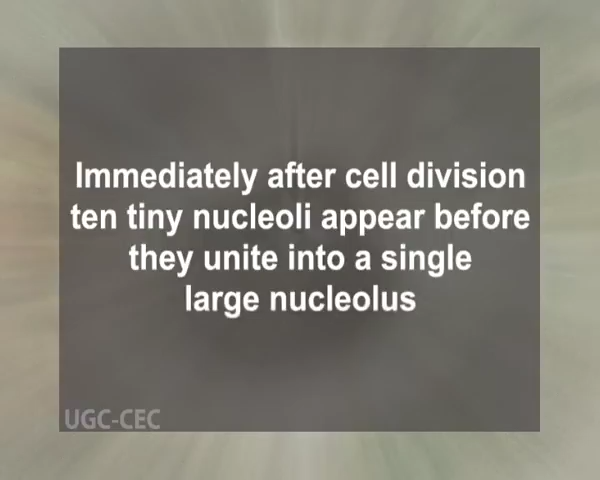 Immediately after cell division
ten tiny nucleoli appear before
they unite into a single
large nucleolus
UGC-CEC